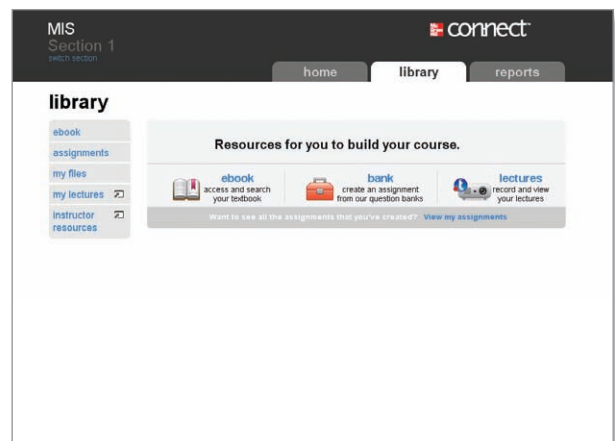 MIS
Section 1
switch section
connect
home
library
reports
library
ebook
assignments
my files
my lectures
instructor
resources
Resources for you to build your course.
ebook
access and search
your textbook
bank
create an assignment
from our question banks
lectures
record and view
your lectures
Want to see all the assignments that you've created? View my assignments